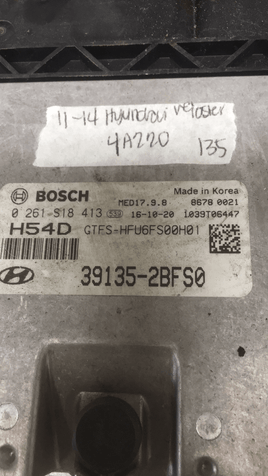 11-14 Hyundai veloster
4A220
135
BOSCH
Made in Korea
MED17.9.8
8678 0021
0 261 S18 413
16-10-20
1039T06447
H54D
GTFS-HFU6FS00H01
39135-2BFS0